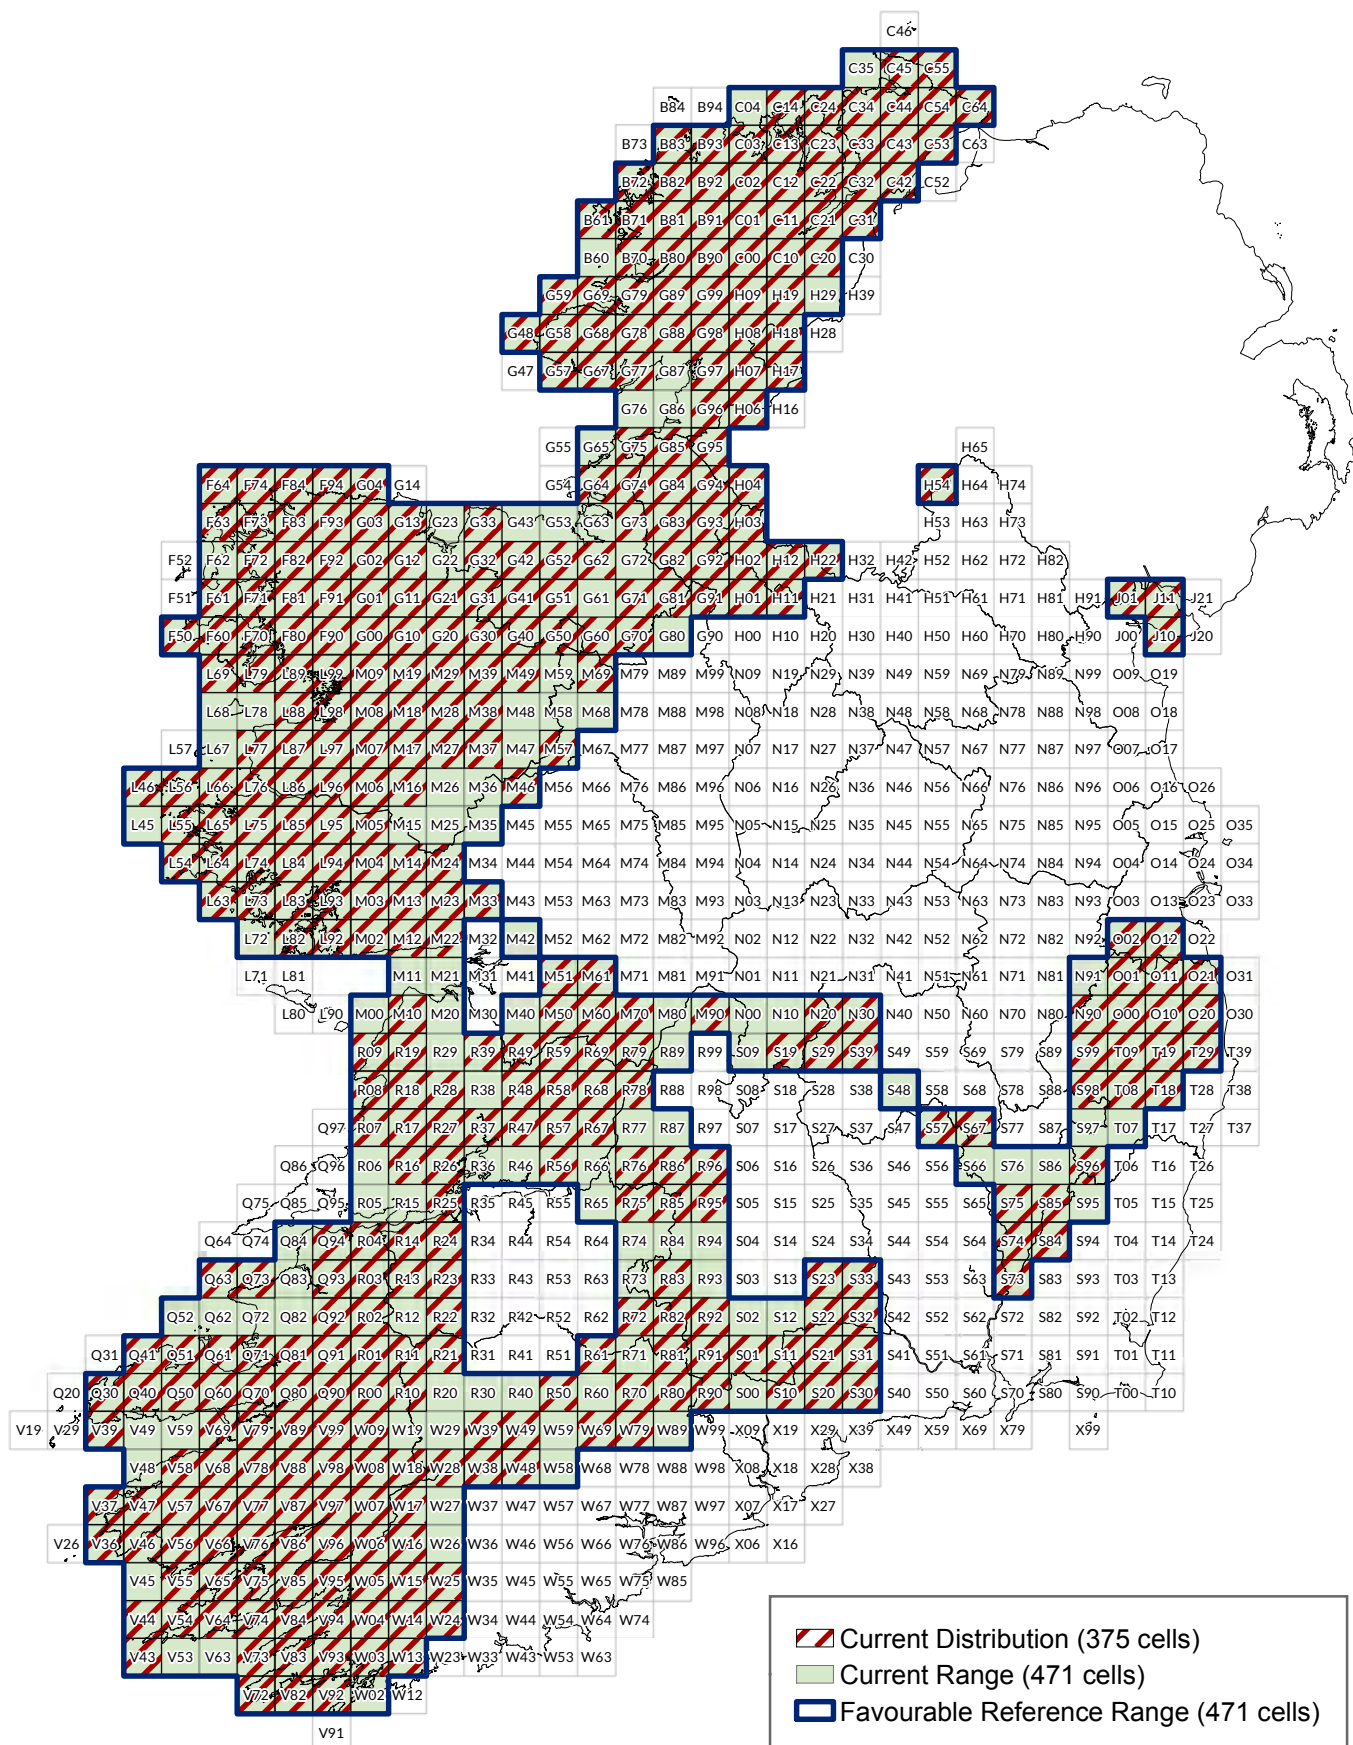 C46
C35 C45 C55
B84 B94 C04 C14 C24 C34 C44 C54 C64
B73 B83 B93 C03 C13 C23 C33 C43 C53 C63
B72 B82 B92 C02 C12 C22 C32 C42 C52
B61 B71 B81 B91 C01 C11 C21 C31
B60 B70 B80 B90 C00 C10 C20 C30
G59 G69 G79 G89 G99 H09 H19 H29 H39
G48 G58 G68 G78 G88 G98 H08 H18 H28
G47 G57 G67 G77 G87 G97 H07 H17
G76 G86 G96 H06 H16
G55 G65 G75 G85 G95 H65
F64 F74 F84 F94 G04 G14 G54 G64 G74 G84 G94 H04 H54 H64 H74
F63 F73 F83 F93 G03 G13 G23 G33 G43 G53 G63 G73 G83 G93 H03 H53 H63 H73
F52 F62 F72 F82 F92 G02 G12 G22 G32 G42 G52 G62 G72 G82 G92 H02 H12 H22 H32 H42 H52 H62 H72 H82
F51 F61 F71 F81 F91 G01 G11 G21 G31 G41 G51 G61 G71 G81 G91 H01 H11 H21 H31 H41 H51 H61 H71 H81 H91 J01 J11 J21
F50 F60 F70 F80 F90 G00 G10 G20 G30 G40 G50 G60 G70 G80 G90 H00 H10 H20 H30 H40 H50 H60 H70 H80 H90 J00 J10 J20
L69 L79 L89 L99 M09 M19 M29 M39 M49 M59 M69 M79 M89 M99 N09 N19 N29 N39 N49 N59 N69 N79 N89 N99 O09 O19
L68 L78 L88 L98 M08 M18 M28 M38 M48 M58 M68 M78 M88 M98 N08 N18 N28 N38 N48 N58 N68 N78 N88 N98 O08 O18
L57 L67 L77 L87 L97 M07 M17 M27 M37 M47 M57 M67 M77 M87 M97 N07 N17 N27 N37 N47 N57 N67 N77 N87 N97 O07 O17
L46 L56 L66 L76 L86 L96 M06 M16 M26 M36 M46 M56 M66 M76 M86 M96 N06 N16 N26 N36 N46 N56 N66 N76 N86 N96 O06 O16 O26
L45 L55 L65 L75 L85 L95 M05 M15 M25 M35 M45 M55 M65 M75 M85 M95 N05 N15 N25 N35 N45 N55 N65 N75 N85 N95 O05 O15 O25 O35
L54 L64 L74 L84 L94 M04 M14 M24 M34 M44 M54 M64 M74 M84 M94 N04 N14 N24 N34 N44 N54 N64 N74 N84 N94 O04 O14 O24 O34
L63 L73 L83 L93 M03 M13 M23 M33 M43 M53 M63 M73 M83 M93 N03 N13 N23 N33 N43 N53 N63 N73 N83 N93 O03 O13 O23 O33
L72 L82 L92 M02 M12 M22 M32 M42 M52 M62 M72 M82 M92 N02 N12 N22 N32 N42 N52 N62 N72 N82 N92 O02 O12 O22
L71 L81 M11 M21 M31 M41 M51 M61 M71 M81 M91 N01 N11 N21 N31 N41 N51 N61 N71 N81 N91 O01 O11 O21 O31
L80 L90 M00 M10 M20 M30 M40 M50 M60 M70 M80 M90 N00 N10 N20 N30 N40 N50 N60 N70 N80 N90 O00 O10 O20 O30
R09 R19 R29 R39 R49 R59 R69 R79 R89 R99 S09 S19 S29 S39 S49 S59 S69 S79 S89 S99 T09 T19 T29 T39
R08 R18 R28 R38 R48 R58 R68 R78 R88 R98 S08 S18 S28 S38 S48 S58 S68 S78 S88 S98 T08 T18 T28 T38
Q97 R07 R17 R27 R37 R47 R57 R67 R77 R87 R97 S07 S17 S27 S37 S47 S57 S67 S77 S87 S97 T07 T17 T27 T37
Q86 Q96 R06 R16 R26 R36 R46 R56 R66 R76 R86 R96 S06 S16 S26 S36 S46 S56 S66 S76 S86 S96 T06 T16 T26
Q75 Q85 Q95 R05 R15 R25 R35 R45 R55 R65 R75 R85 R95 S05 S15 S25 S35 S45 S55 S65 S75 S85 S95 T05 T15 T25
Q64 Q74 Q84 Q94 R04 R14 R24 R34 R44 R54 R64 R74 R84 R94 S04 S14 S24 S34 S44 S54 S64 S74 S84 S94 T04 T14 T24
Q63 Q73 Q83 Q93 R03 R13 R23 R33 R43 R53 R63 R73 R83 R93 S03 S13 S23 S33 S43 S53 S63 S73 S83 S93 T03 T13
Q52 Q62 Q72 Q82 Q92 R02 R12 R22 R32 R42 R52 R62 R72 R82 R92 S02 S12 S22 S32 S42 S52 S62 S72 S82 S92 T02 T12
Q31 Q41 Q51 Q61 Q71 Q81 Q91 R01 R11 R21 R31 R41 R51 R61 R71 R81 R91 S01 S11 S21 S31 S41 S51 S61 S71 S81 S91 T01 T11
Q20 Q30 Q40 Q50 Q60 Q70 Q80 Q90 R00 R10 R20 R30 R40 R50 R60 R70 R80 R90 S00 S10 S20 S30 S40 S50 S60 S70 S80 S90 T00 T10
V19 V29 V39 V49 V59 V69 V79 V89 V99 W09 W19 W29 W39 W49 W59 W69 W79 W89 W99 X09 X19 X29 X39 X49 X59 X69 X79 X99
V48 V58 V68 V78 V88 V98 W08 W18 W28 W38 W48 W58 W68 W78 W88 W98 X08 X18 X28 X38
V37 V47 V57 V67 V77 V87 V97 W07 W17 W27 W37 W47 W57 W67 W77 W87 W97 X07 X17 X27
V26 V36 V46 V56 V66 V76 V86 V96 W06 W16 W26 W36 W46 W56 W66 W76 W86 W96 X06 X16
V45 V55 V65 V75 V85 V95 W05 W15 W25 W35 W45 W55 W65 W75 W85
V44 V54 V64 V74 V84 V94 W04 W14 W24 W34 W44 W54 W64 W74
V43 V53 V63 V73 V83 V93 W03 W13 W23 W33 W43 W53 W63
V72 V82 V92 W02 W12
V91
Current Distribution (375 cells)
Current Range (471 cells)
Favourable Reference Range (471 cells)